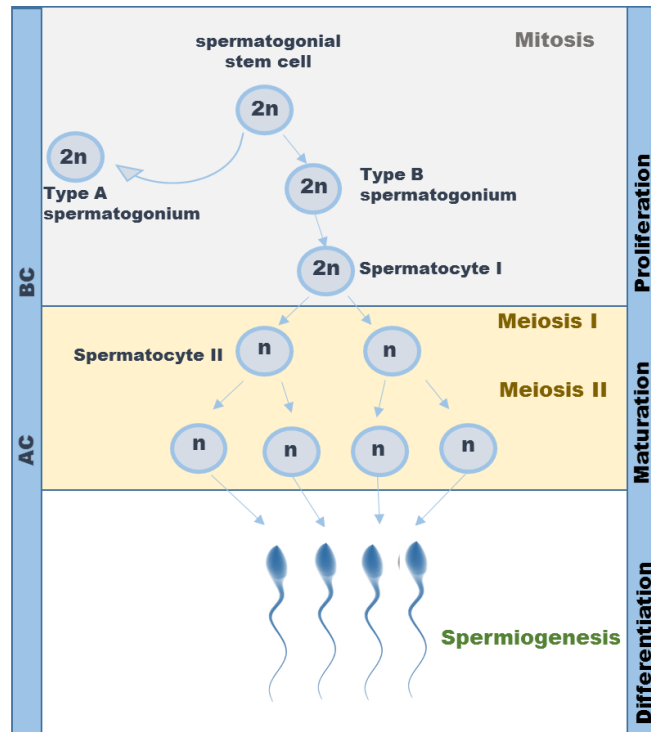 Mitosis
spermatogonial
stem cell
2n
2n
Type A
spermatogonium
2n
Type B
spermatogonium
2n
Spermatocyte I
Proliferation
BC
Meiosis I
Spermatocyte II
n
n
Meiosis II
n
n
n
n
Maturation
AC
Spermiogenesis
Differentiation